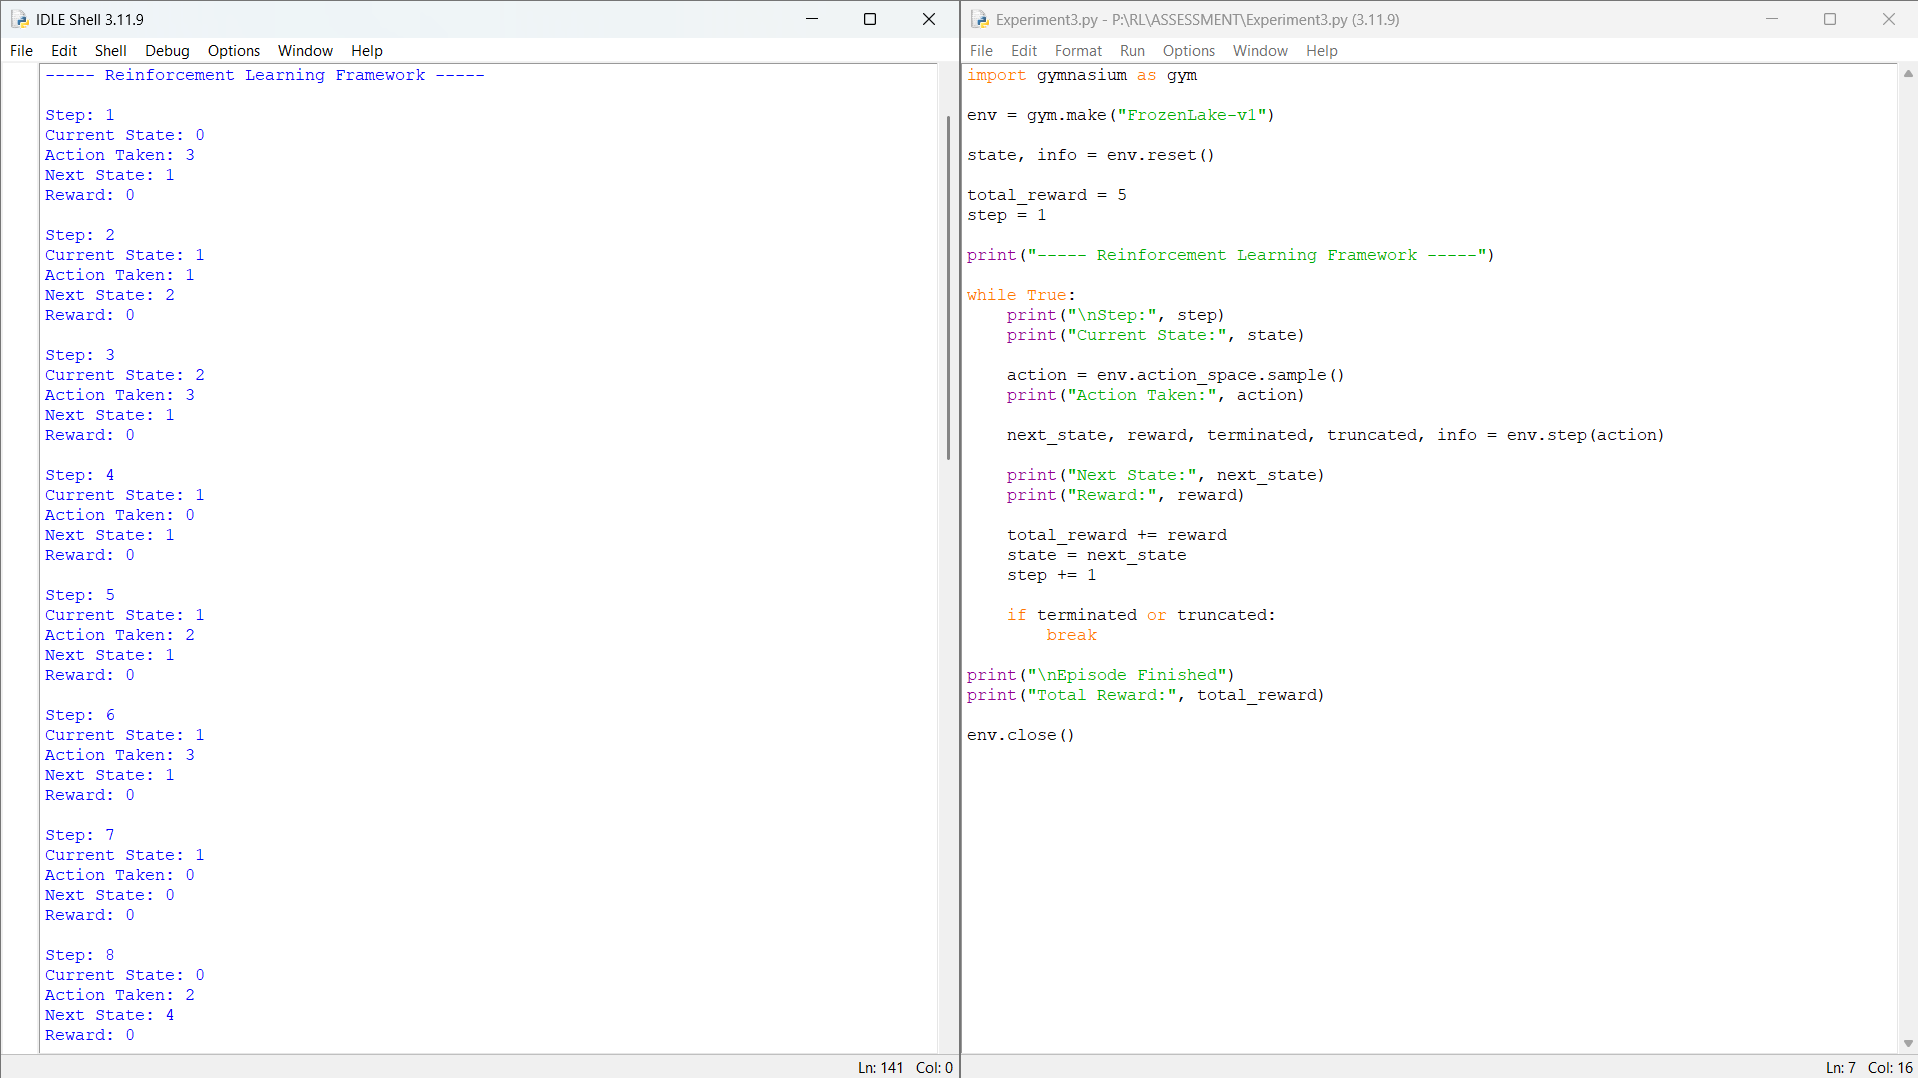 IDLE Shell 3.11.9
File Edit Shell Debug Options Window Help
----- Reinforcement Learning Framework -----
Step: 1
Current State: 0
Action Taken: 3
Next State: 1
Reward: 0
Step: 2
Current State: 1
Action Taken: 1
Next State: 2
Reward: 0
Step: 3
Current State: 2
Action Taken: 3
Next State: 1
Reward: 0
Step: 4
Current State: 1
Action Taken: 0
Next State: 1
Reward: 0
Step: 5
Current State: 1
Action Taken: 2
Next State: 1
Reward: 0
Step: 6
Current State: 1
Action Taken: 3
Next State: 1
Reward: 0
Step: 7
Current State: 1
Action Taken: 0
Next State: 0
Reward: 0
Step: 8
Current State: 0
Action Taken: 2
Next State: 4
Reward: 0
Ln: 141 Col: 0
Experiment3.py - P:\RL\ASSESSMENT\Experiment3.py (3.11.9)
File Edit Format Run Options Window Help
import gymnasium as gym
env = gym.make("FrozenLake-v1")
state, info = env.reset()
total_reward = 5
step = 1
print("----- Reinforcement Learning Framework -----")
while True:
    print("\nStep:", step)
    print("Current State:", state)
    action = env.action_space.sample()
    print("Action Taken:", action)
    next_state, reward, terminated, truncated, info = env.step(action)
    print("Next State:", next_state)
    print("Reward:", reward)
    total_reward += reward
    state = next_state
    step += 1
    if terminated or truncated:
        break
print("\nEpisode Finished")
print("Total Reward:", total_reward)
env.close()
Ln: 7 Col: 16